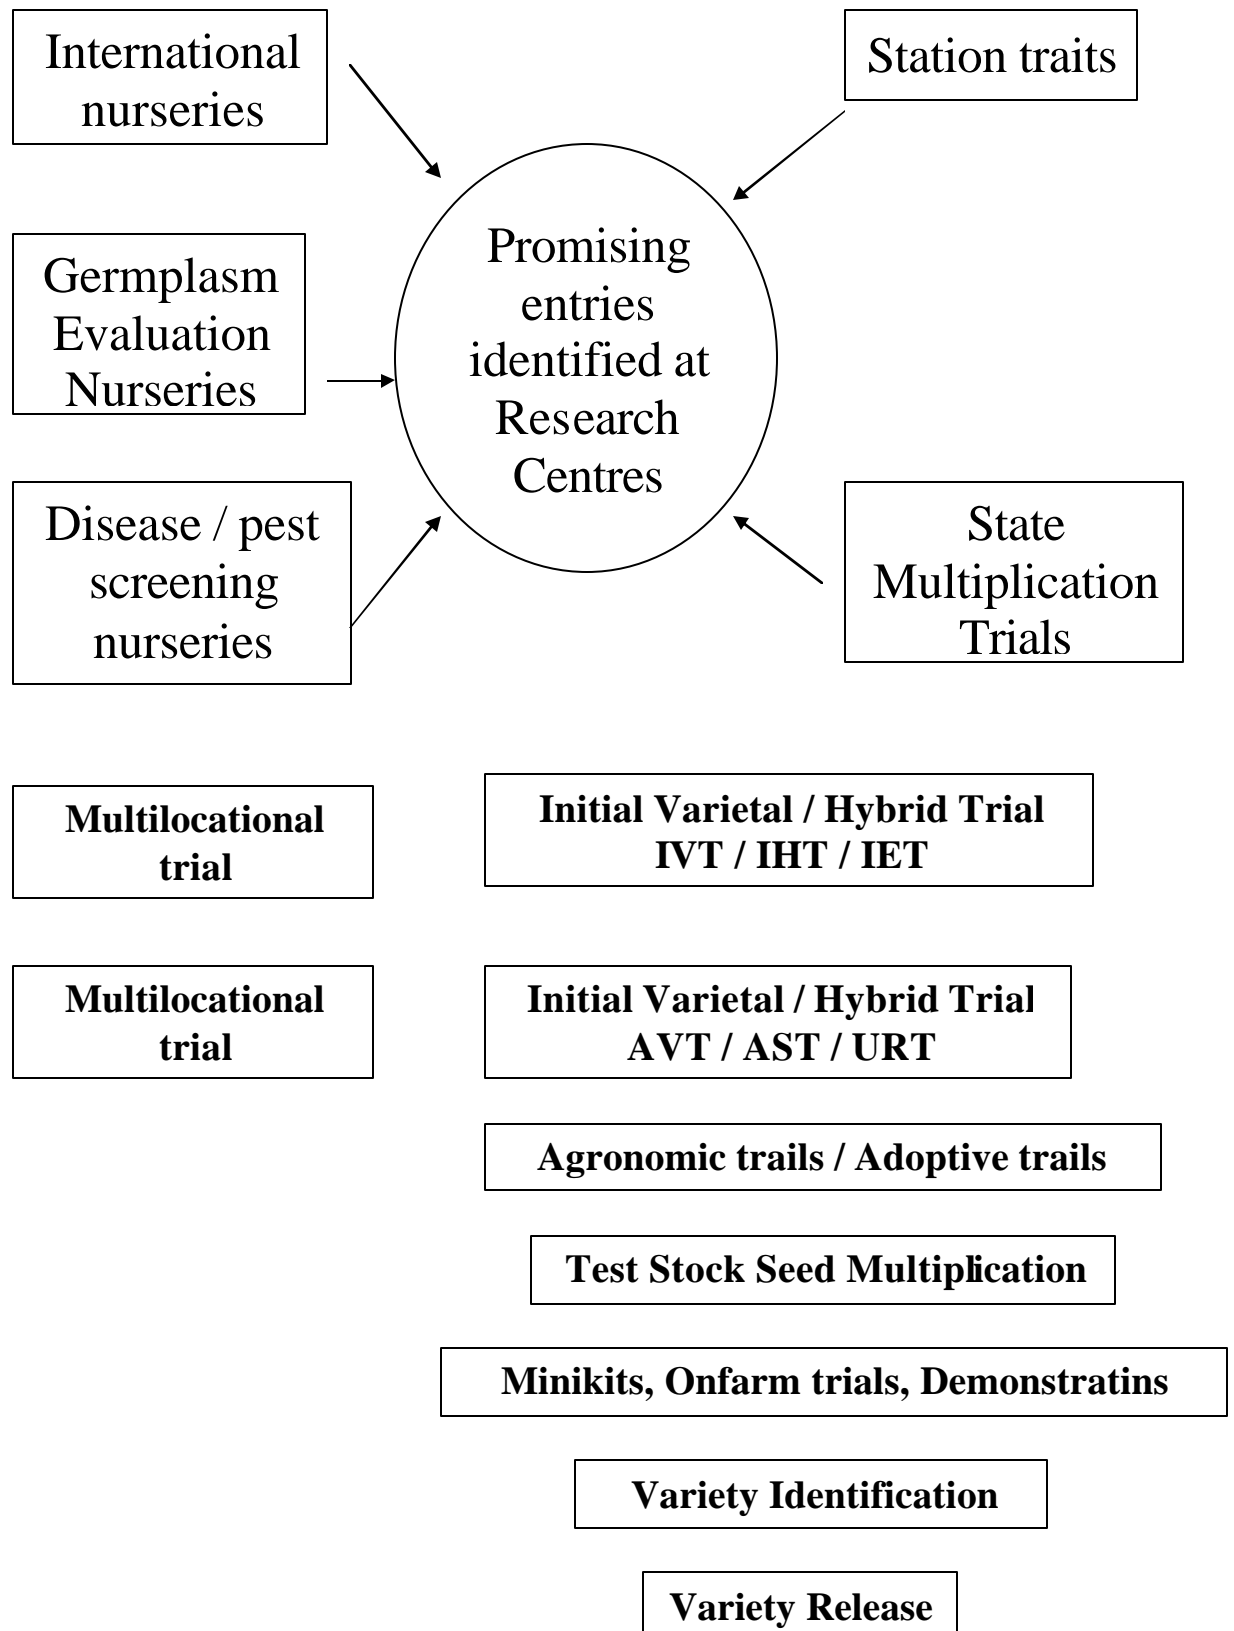 International
nurseries
Station traits
Promising
entries
identified at
Research
Centres
Germplasm
Evaluation
Nurseries
Disease / pest
screening
nurseries
State
Multiplication
Trials
Multilocational
trial
Initial Varietal / Hybrid Trial
IVT / IHT / IET
Multilocational
trial
Initial Varietal / Hybrid Trial
AVT / AST / URT
Agronomic trails / Adoptive trails
Test Stock Seed Multiplication
Minikits, Onfarm trials, Demonstratins
Variety Identification
Variety Release